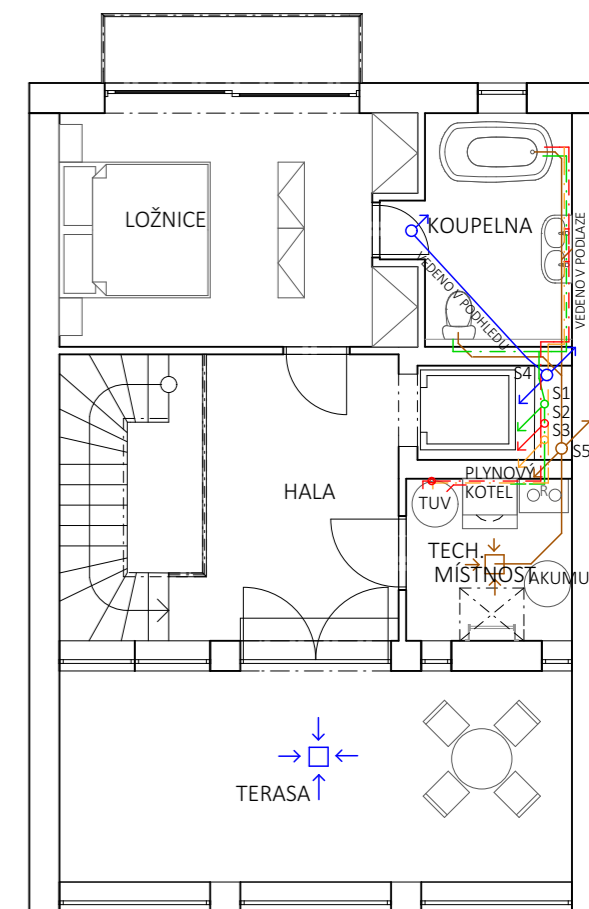 LOŽNICE
KOUPELNA
VEDENO V PODHLEDU
VEDENO V PODLAZE
S4
S1
S2
S3
S5
HALA
PLYNOVÝ
KOTEL
R
TUV
TECH.
MÍSTNOST
AKUMU
TERASA